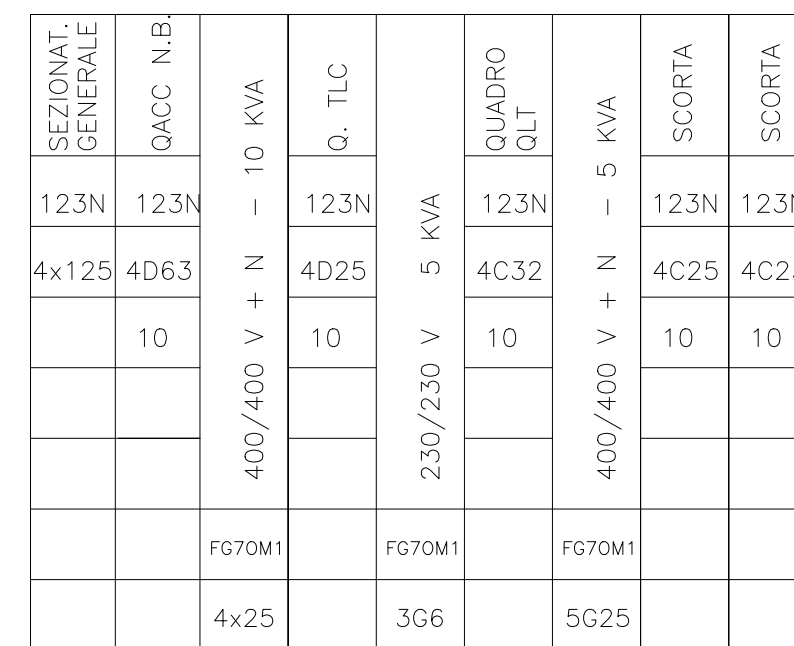 SEZIONAT.
GENERALE
QACC N.B.
400/400 V + N - 10 KVA
Q. TLC
230/230 V 5 KVA
QUADRO
QLT
400/400 V + N - 5 KVA
SCORTA
SCORTA
123N 123N 123N 123N 123N 123N
4x125 4D63 4D25 4C32 4C25 4C2
10 10 10 10 10
FG7OM1 FG7OM1 FG7OM1
4x25 3G6 5G25